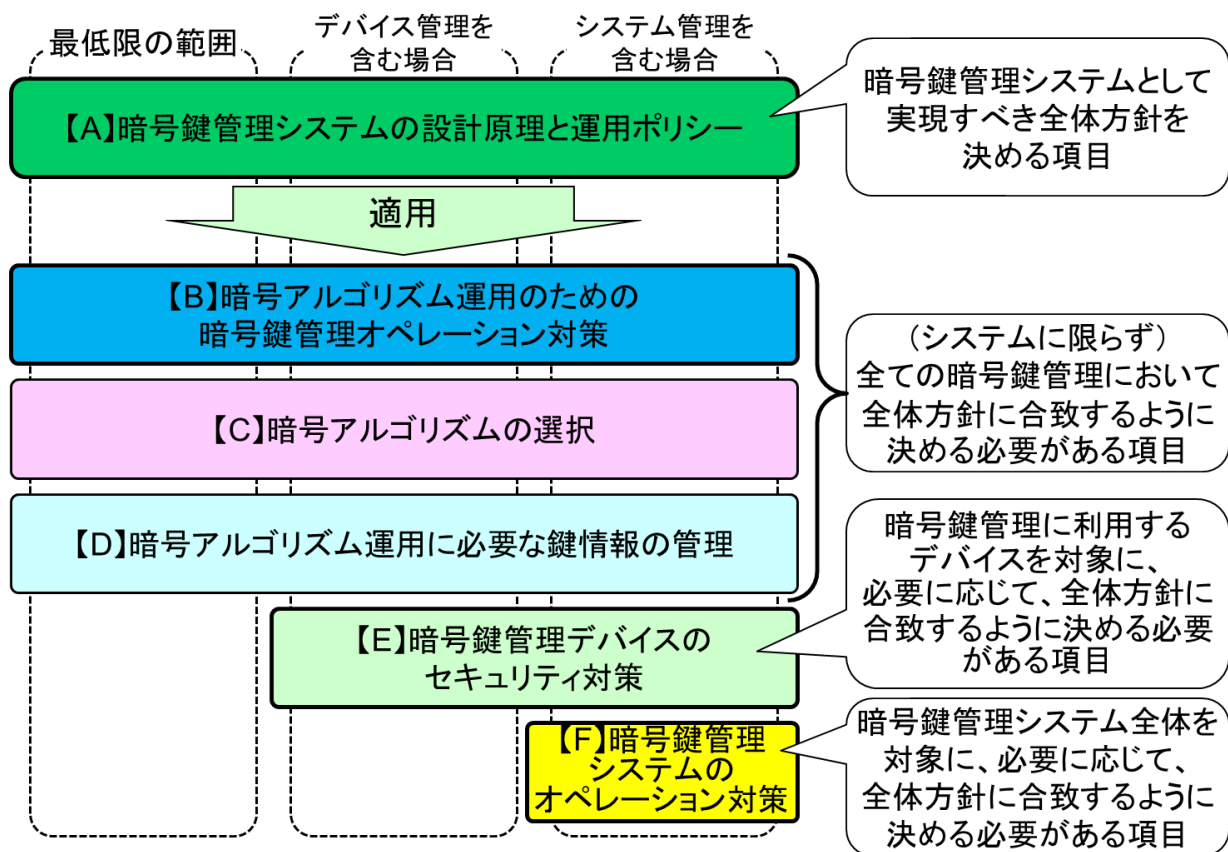 最低限の範囲
デバイス管理を
含む場合
システム管理を
含む場合
【A】暗号鍵管理システムの設計原理と運用ポリシー
暗号鍵管理システムとして
実現すべき全体方針を
決める項目
適用
【B】暗号アルゴリズム運用のための
暗号鍵管理オペレーション対策
【C】暗号アルゴリズムの選択
【D】暗号アルゴリズム運用に必要な鍵情報の管理
（システムに限らず）
全ての暗号鍵管理において
全体方針に合致するように
決める必要がある項目
【E】暗号鍵管理デバイスの
セキュリティ対策
暗号鍵管理に利用する
デバイスを対象に、
必要に応じて、全体方針に
合致するように決める必要
がある項目
【F】暗号鍵管理
システムの
オペレーション対策
暗号鍵管理システム全体を
対象に、必要に応じて、
全体方針に合致するように
決める必要がある項目